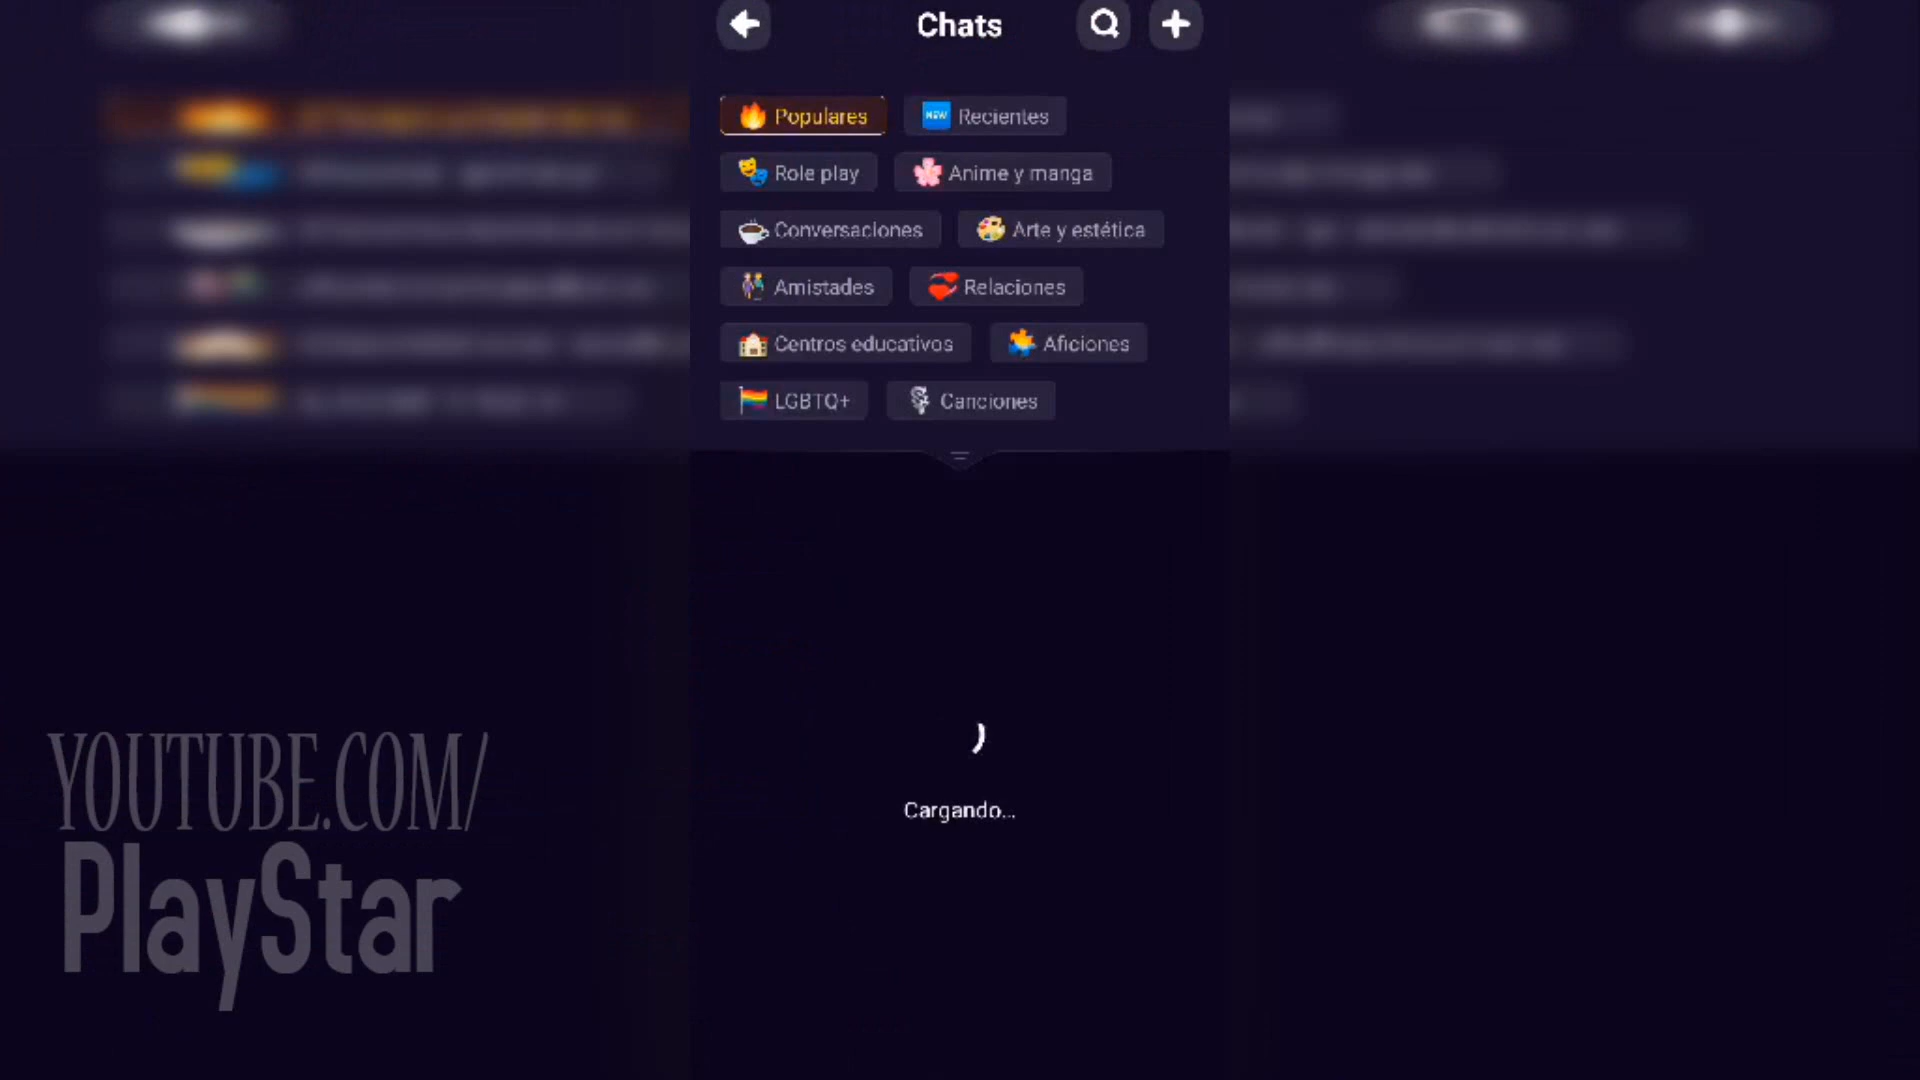 Chats
Populares
NEW Recientes
Role play
Anime y manga
Conversaciones
Arte y estética
Amistades
Relaciones
Centros educativos
Aficiones
LGBTQ+
Canciones
Cargando...
YOUTUBE.COM/
PlayStar